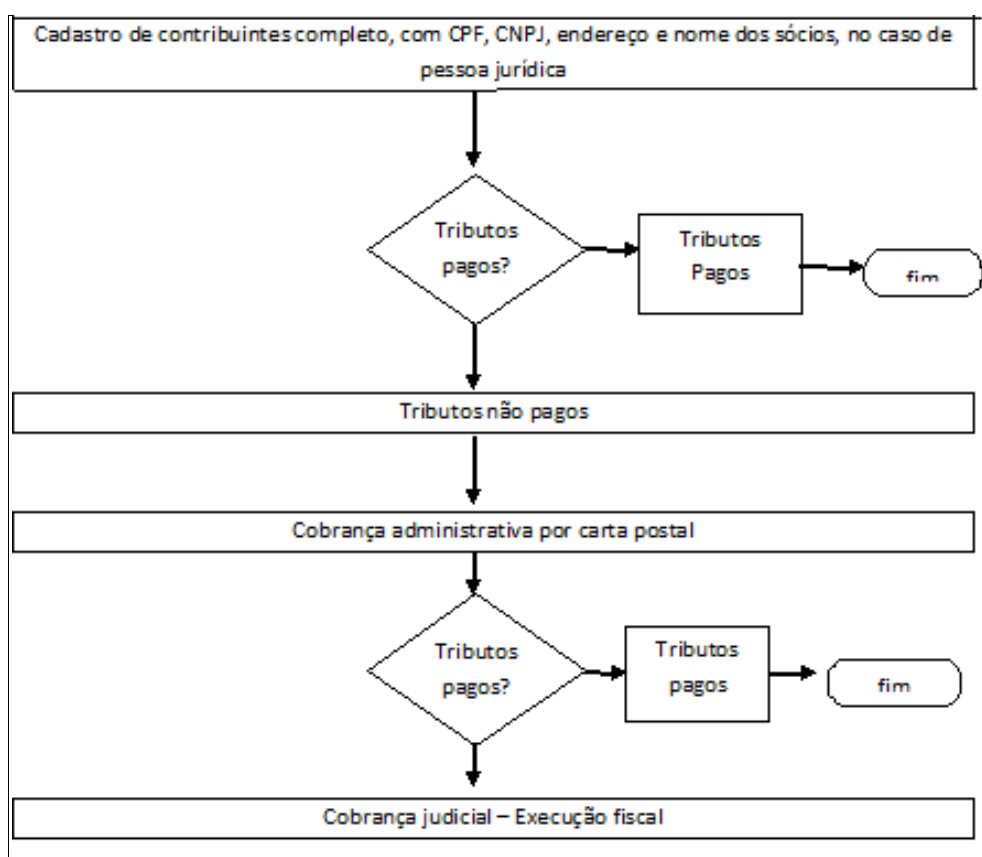 Cadastro de contribuintes completo, com CPF, CNPJ, endereço e nome dos sócios, no caso de
pessoa jurídica
Tributos
pagos?
Tributos
Pagos
fim
Tributos não pagos
Cobrança administrativa por carta postal
Tributos
pagos?
Tributos
pagos
fim
Cobrança judicial – Execução fiscal